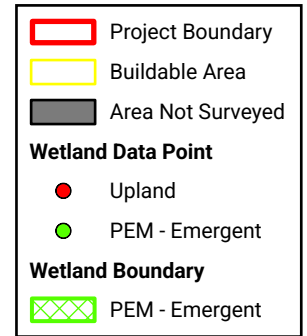 Project Boundary
Buildable Area
Area Not Surveyed
Wetland Data Point
Upland
PEM - Emergent
Wetland Boundary
PEM - Emergent